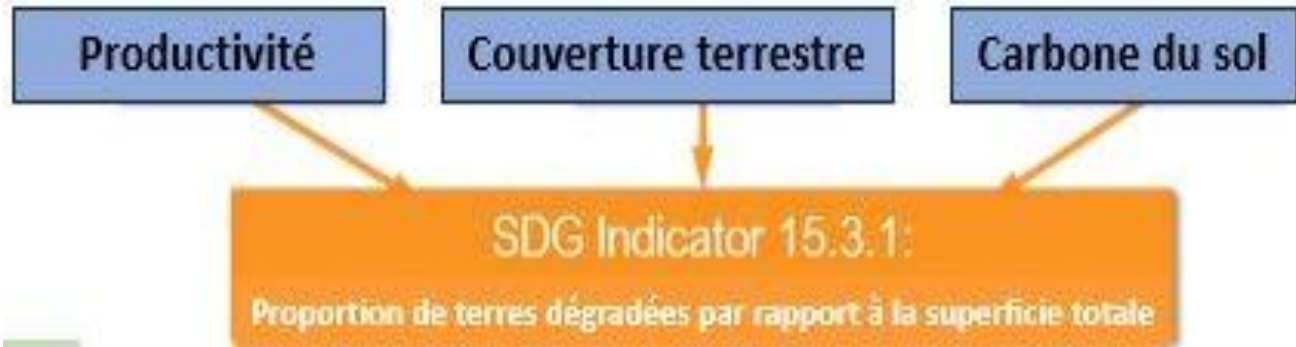 Productivité
Couverture terrestre
Carbone du sol
SDG Indicator 15.3.1:
Proportion de terres dégradées par rapport à la superficie totale